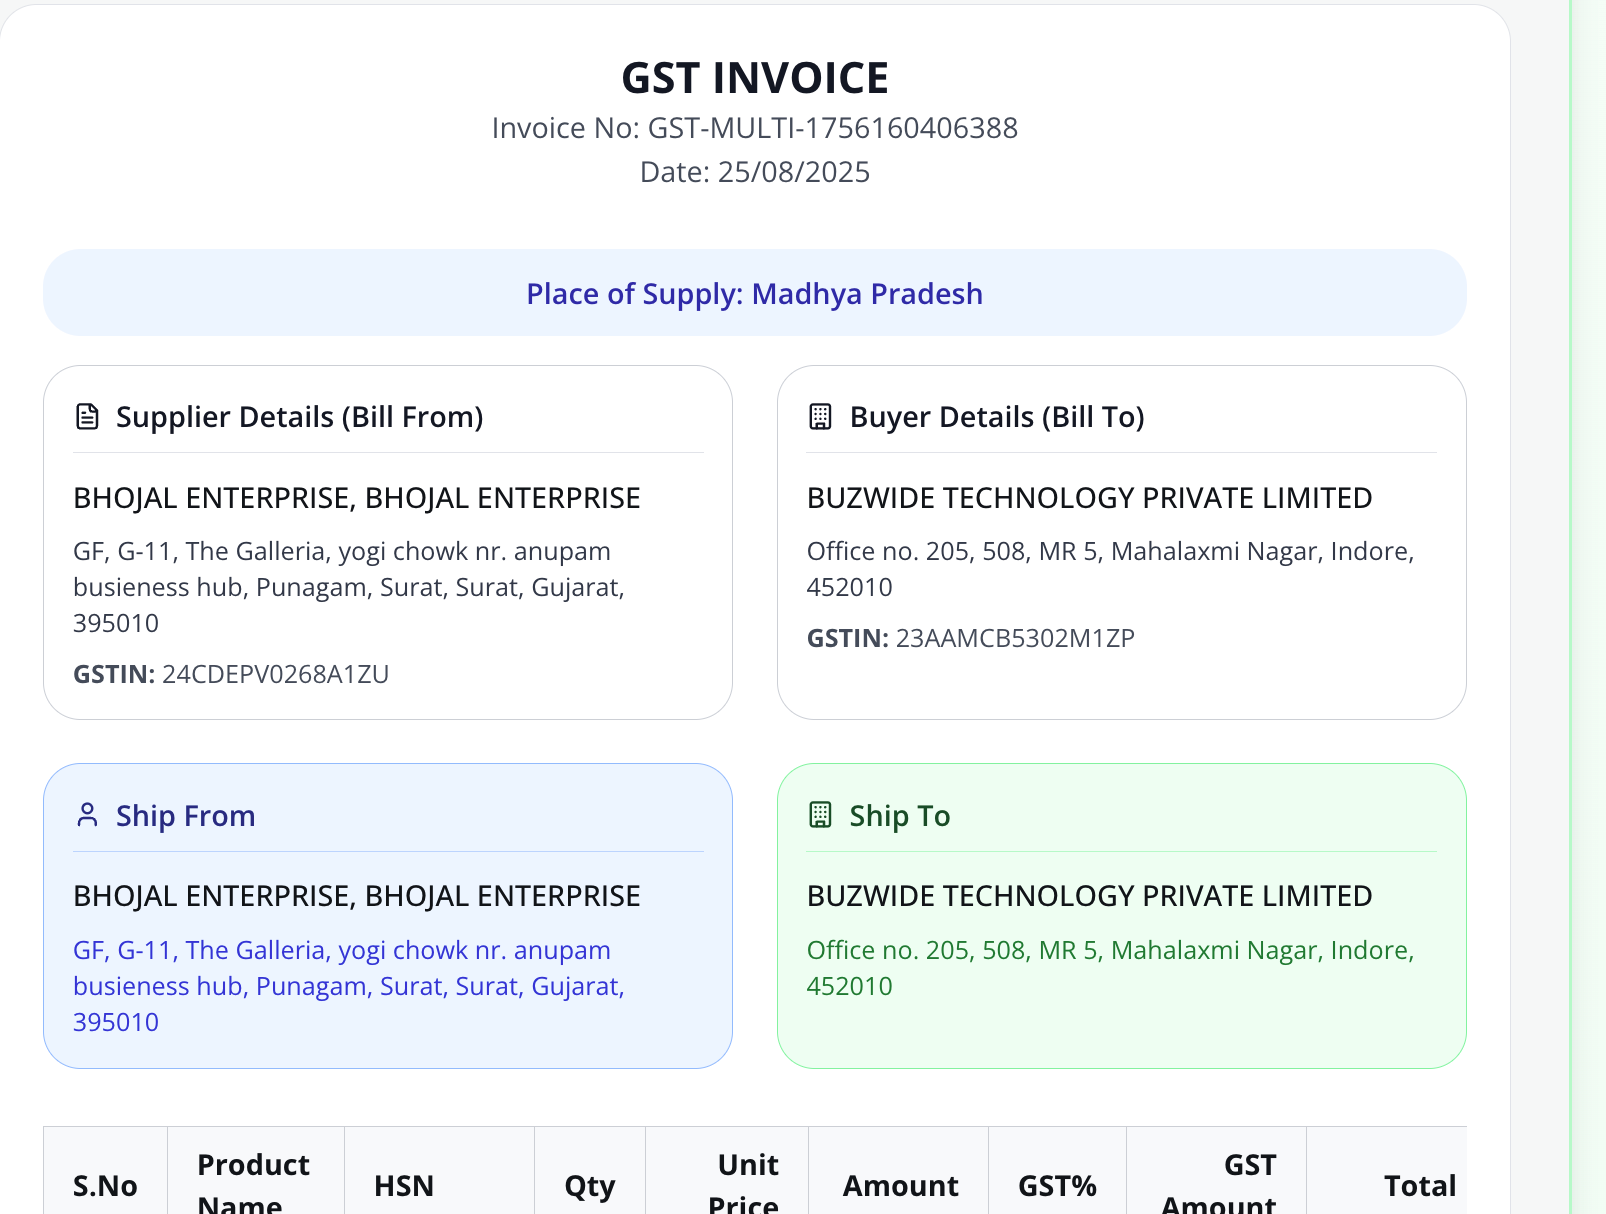 GST INVOICE
Invoice No: GST-MULTI-1756160406388
Date: 25/08/2025
Place of Supply: Madhya Pradesh
Supplier Details (Bill From)
BHOJAL ENTERPRISE, BHOJAL ENTERPRISE
GF, G-11, The Galleria, yogi chowk nr. anupam
busieness hub, Punagam, Surat, Surat, Gujarat,
395010
GSTIN: 24CDEPV0268A1ZU
Buyer Details (Bill To)
BUZWIDE TECHNOLOGY PRIVATE LIMITED
Office no. 205, 508, MR 5, Mahalaxmi Nagar, Indore,
452010
GSTIN: 23AAMCB5302M1ZP
Ship From
BHOJAL ENTERPRISE, BHOJAL ENTERPRISE
GF, G-11, The Galleria, yogi chowk nr. anupam
busieness hub, Punagam, Surat, Surat, Gujarat,
395010
Ship To
BUZWIDE TECHNOLOGY PRIVATE LIMITED
Office no. 205, 508, MR 5, Mahalaxmi Nagar, Indore,
452010
S.No
Product
Name
HSN
Qty
Unit
Price
Amount
GST%
GST
Amount
Total